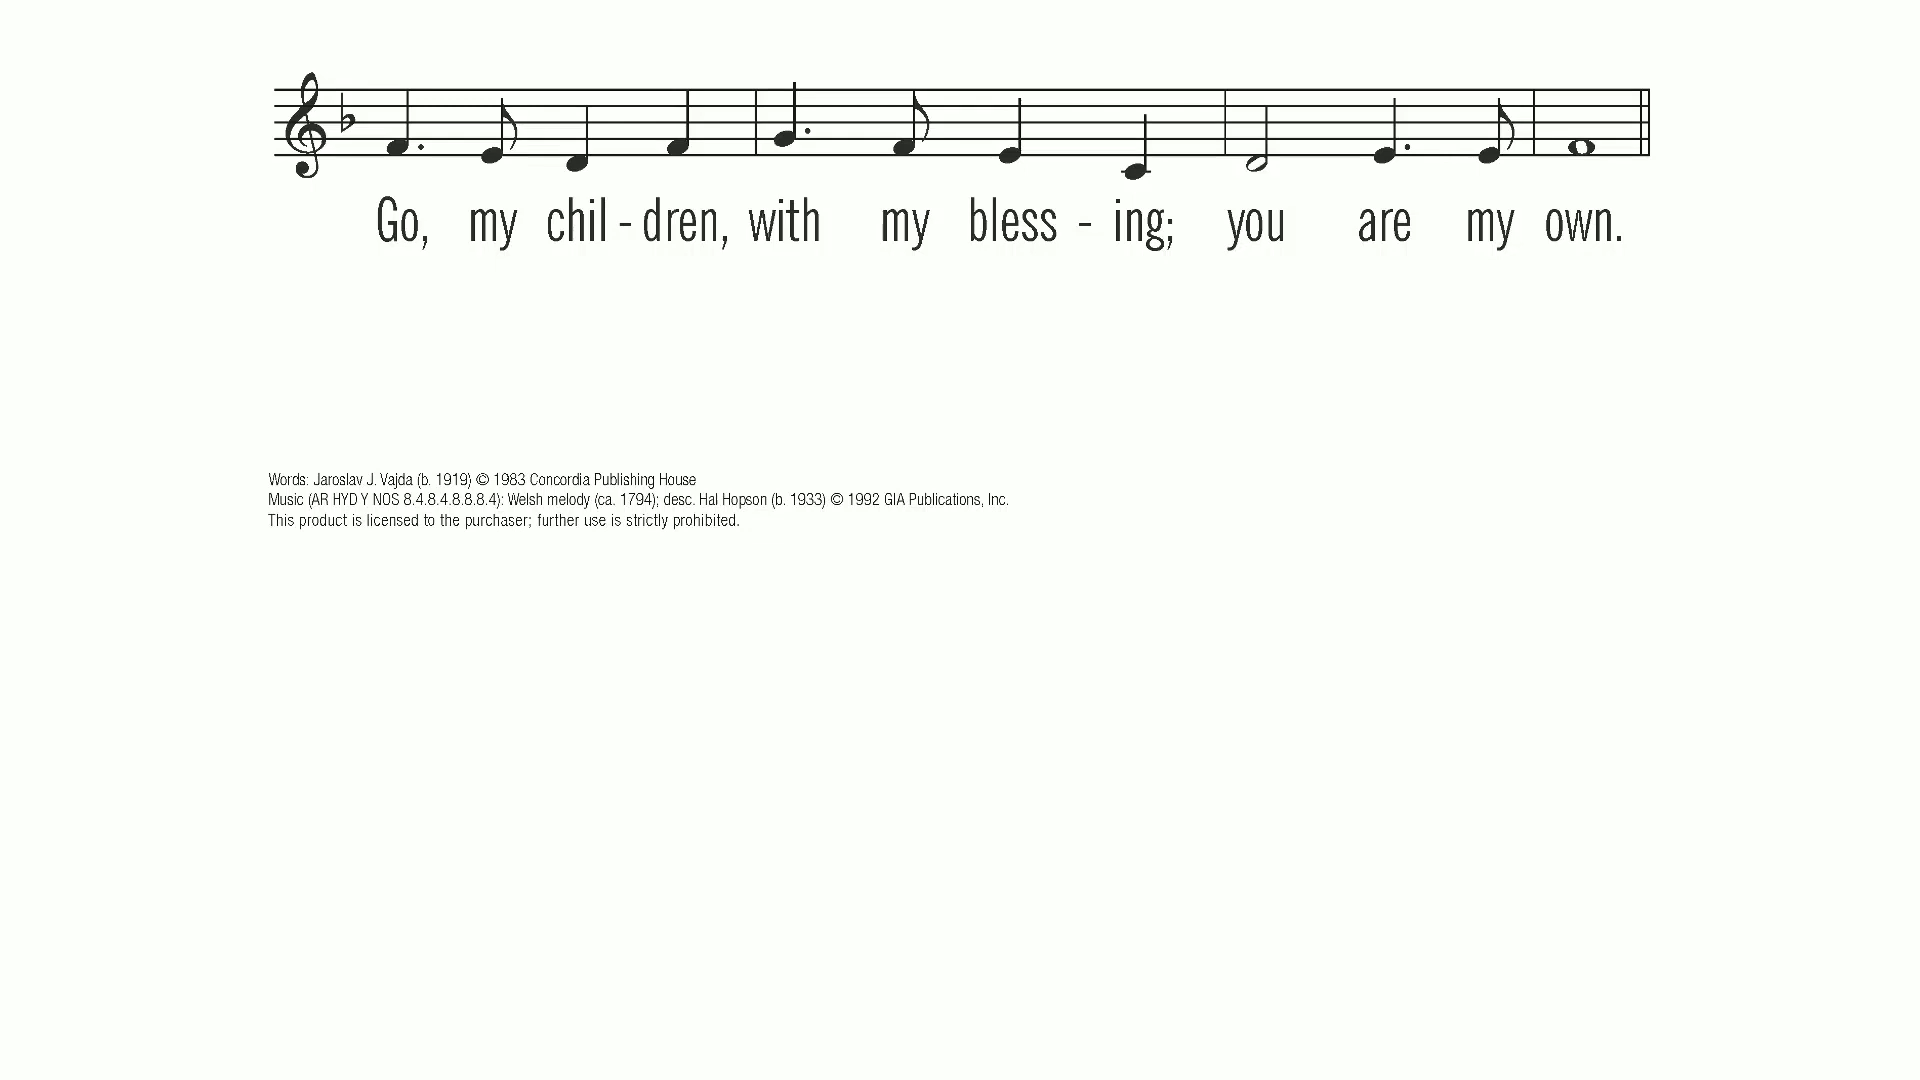 Go, my chil - dren, with my bless - ing; you are my own.
Words: Jaroslav J. Vajda (b. 1919) © 1983 Concordia Publishing House
Music (AR HYD Y NOS 8.4.8.4.8.8.8.4): Welsh melody (ca. 1794); desc. Hal Hopson (b. 1933) © 1992 GIA Publications, Inc.
This product is licensed to the purchaser; further use is strictly prohibited.